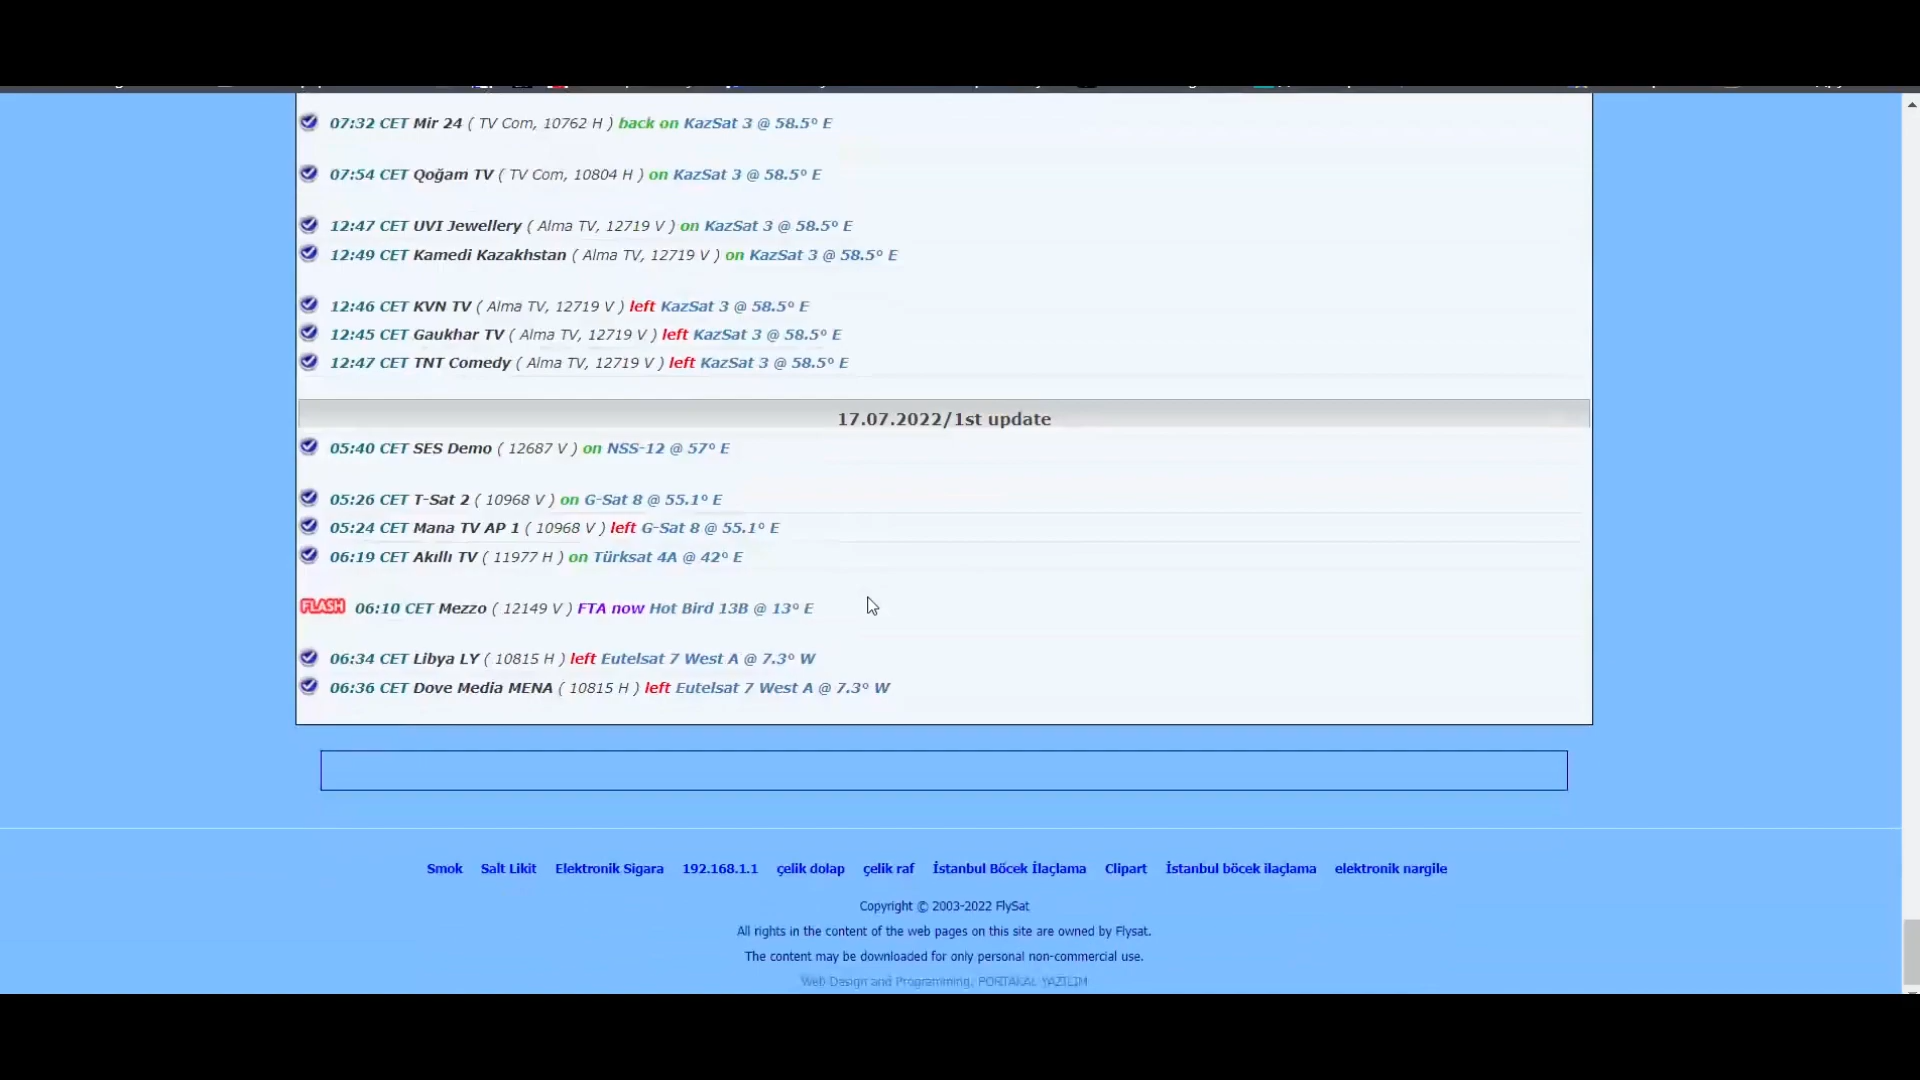 07:32 CET Mir 24 ( TV Com, 10762 H ) back on KazSat 3 @ 58.5° E
07:54 CET Qoğam TV ( TV Com, 10804 H ) on KazSat 3 @ 58.5° E
12:47 CET UVI Jewellery ( Alma TV, 12719 V ) on KazSat 3 @ 58.5° E
12:49 CET Kamedi Kazakhstan ( Alma TV, 12719 V ) on KazSat 3 @ 58.5° E
12:46 CET KVN TV ( Alma TV, 12719 V ) left KazSat 3 @ 58.5° E
12:45 CET Gaukhar TV ( Alma TV, 12719 V ) left KazSat 3 @ 58.5° E
12:47 CET TNT Comedy ( Alma TV, 12719 V ) left KazSat 3 @ 58.5° E
17.07.2022/1st update
05:40 CET SES Demo ( 12687 V ) on NSS-12 @ 57° E
05:26 CET T-Sat 2 ( 10968 V ) on G-Sat 8 @ 55.1° E
05:24 CET Mana TV AP 1 ( 10968 V ) left G-Sat 8 @ 55.1° E
06:19 CET Akıllı TV ( 11977 H ) on Türksat 4A @ 42° E
FLASH 06:10 CET Mezzo ( 12149 V ) FTA now Hot Bird 13B @ 13° E
06:34 CET Libya LY ( 10815 H ) left Eutelsat 7 West A @ 7.3° W
06:36 CET Dove Media MENA ( 10815 H ) left Eutelsat 7 West A @ 7.3° W
Smok Salt Likit Elektronik Sigara 192.168.1.1 çelik dolap çelik raf İstanbul Böcek İlaçlama Clipart İstanbul böcek ilaçlama elektronik nargile
Copyright © 2003-2022 FlySat
All rights in the content of the web pages on this site are owned by Flysat.
The content may be downloaded for only personal non-commercial use.
Web Design and Programming, PORTAKAL YAZILIM